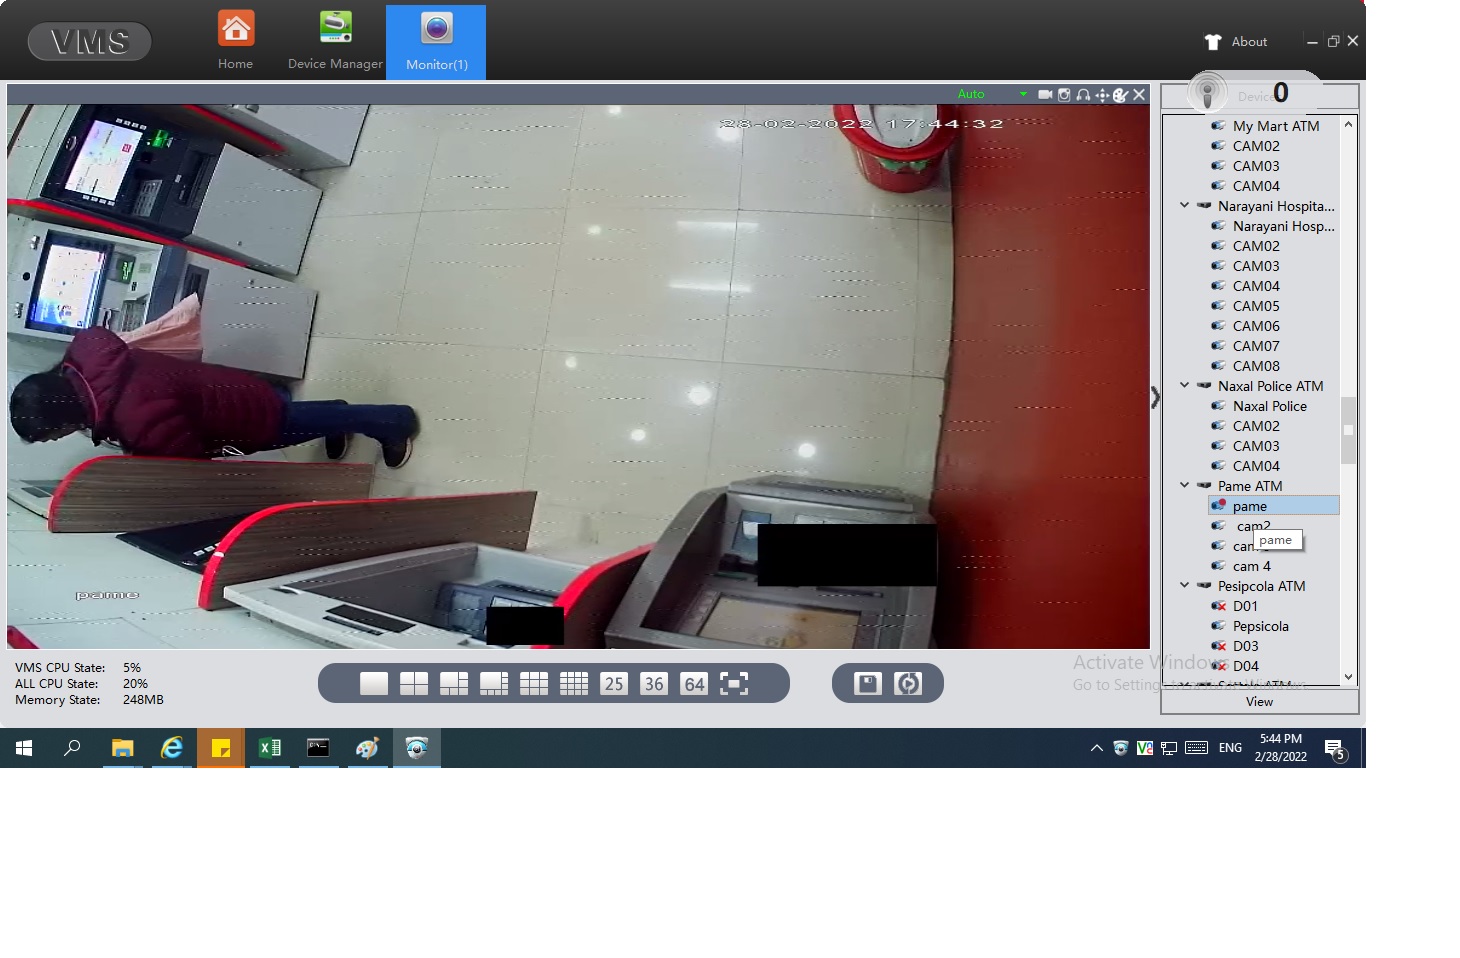 VMS
Home
Device Manager
Monitor(1)
About
Auto
28-02-2022 17:44:32
pame
0
My Mart ATM
CAM02
CAM03
CAM04
Narayani Hospita...
Narayani Hosp...
CAM02
CAM03
CAM04
CAM05
CAM06
CAM07
CAM08
Naxal Police ATM
Naxal Police
CAM02
CAM03
CAM04
Pame ATM
pame
cam2
pame
cam 4
Pesipcola ATM
D01
Pepsicola
D03
D04
View
VMS CPU State: 5%
ALL CPU State: 20%
Memory State: 248MB
25
36
64
Activate Windows
Go to Settings to activate Windows.
ENG
5:44 PM
2/28/2022
5